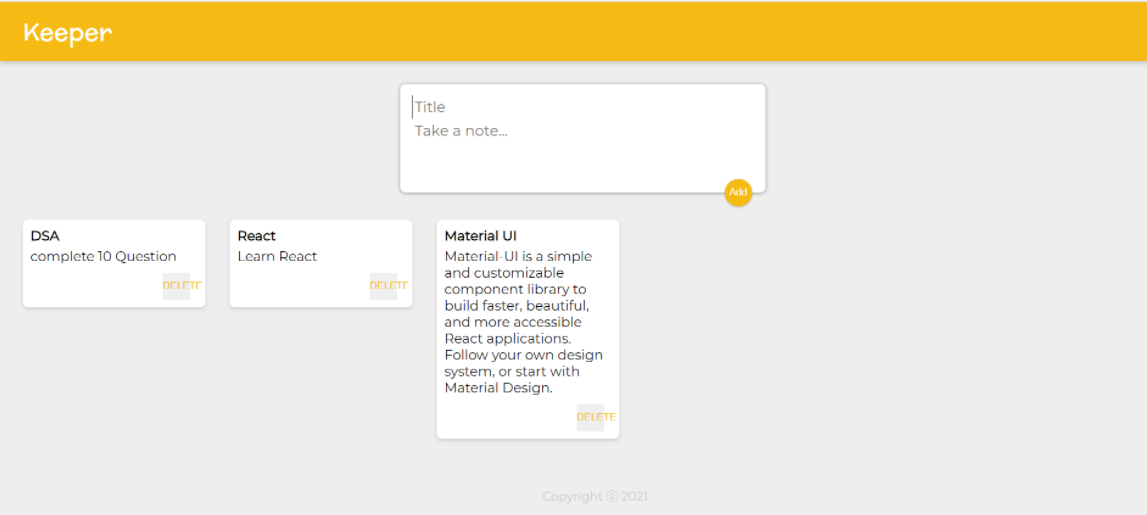 Keeper
Title
Take a note...
Add
DSA
complete 10 Question
DELETE
React
Learn React
DELETE
Material UI
Material-UI is a simple
and customizable
component library to
build faster, beautiful,
and more accessible
React applications.
Follow your own design
system, or start with
Material Design.
DELETE
Copyright ⓒ 2021